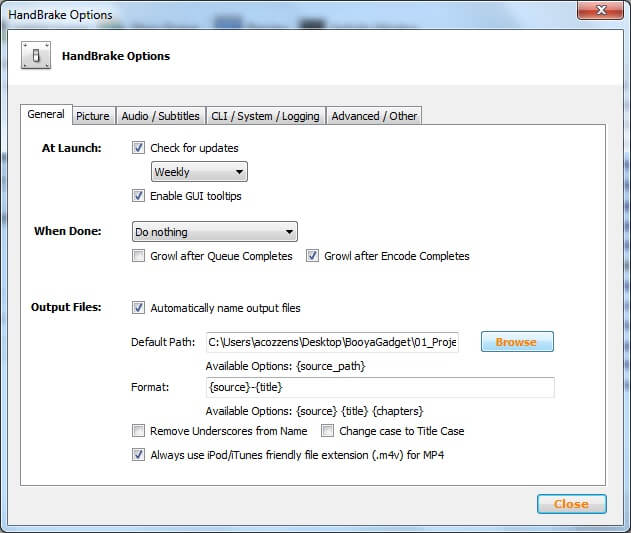 HandBrake Options
HandBrake Options
General Picture Audio / Subtitles CLI / System / Logging Advanced / Other
At Launch: Check for updates
Weekly
Enable GUI tooltips
When Done: Do nothing
Growl after Queue Completes Growl after Encode Completes
Output Files: Automatically name output files
Default Path: C:\Users\acozzens\Desktop\BooyaGadget\01_Proje Browse
Available Options: {source_path}
Format: {source}-{title}
Available Options: {source} {title} {chapters}
Remove Underscores from Name Change case to Title Case
Always use iPod/iTunes friendly file extension (.m4v) for MP4
Close